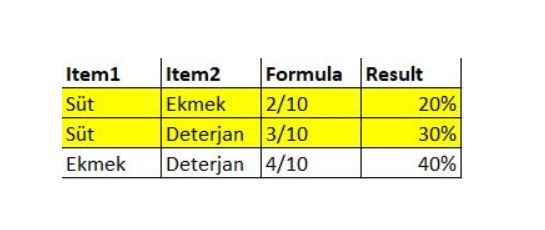 Item1 Item2 Formula Result
Süt Ekmek 2/10 20%
Süt Deterjan 3/10 30%
Ekmek Deterjan 4/10 40%